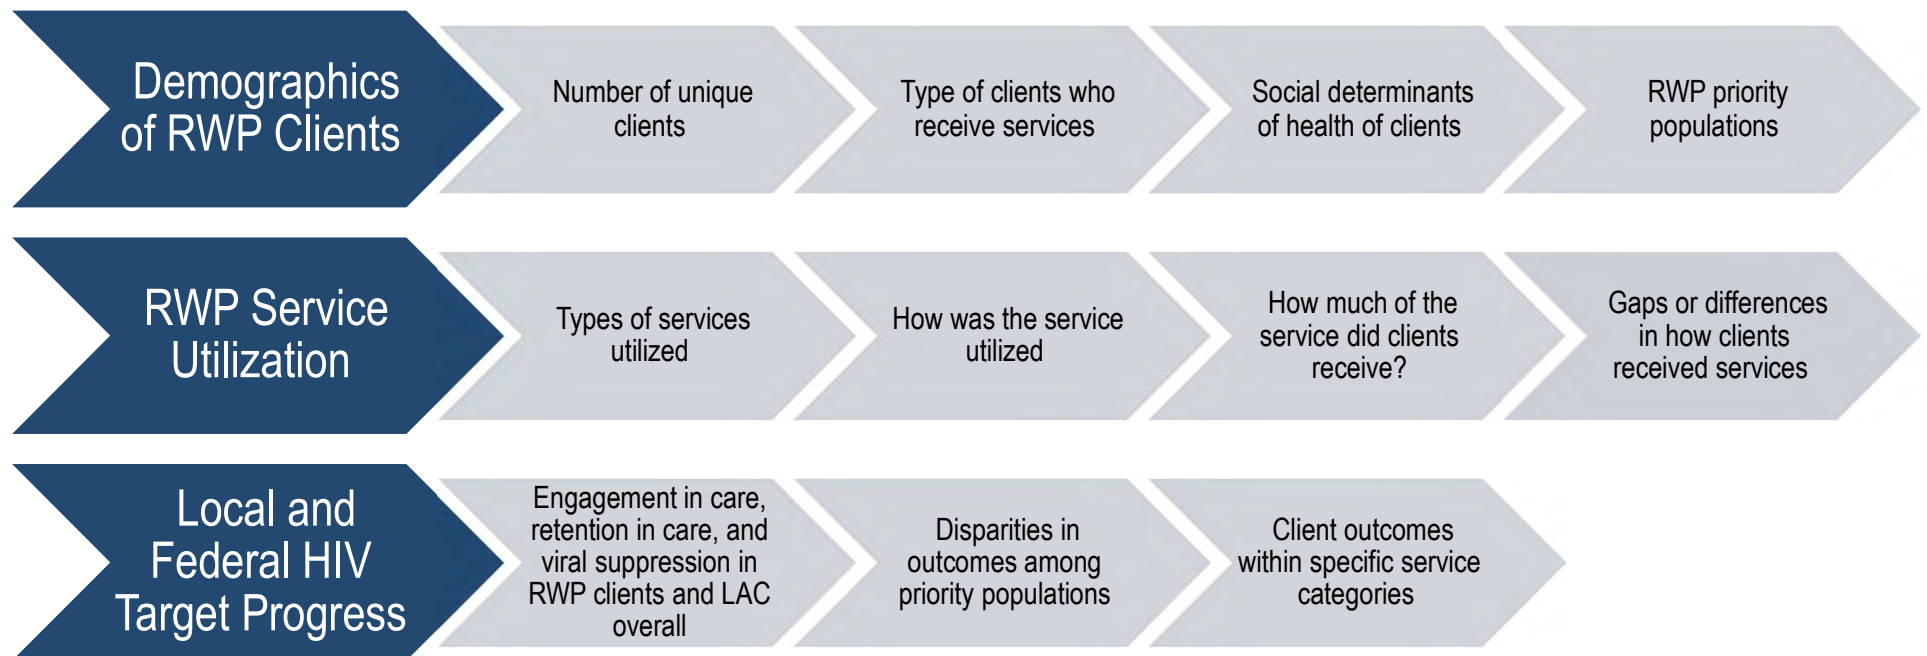 Demographics
of RWP Clients
Number of unique
clients
Type of clients who
receive services
Social determinants
of health of clients
RWP priority
populations
RWP Service
Utilization
Types of services
utilized
How was the service
utilized
How much of the
service did clients
receive?
Gaps or differences
in how clients
received services
Local and
Federal HIV
Target Progress
Engagement in care,
retention in care, and
viral suppression in
RWP clients and LAC
overall
Disparities in
outcomes among
priority populations
Client outcomes
within specific service
categories